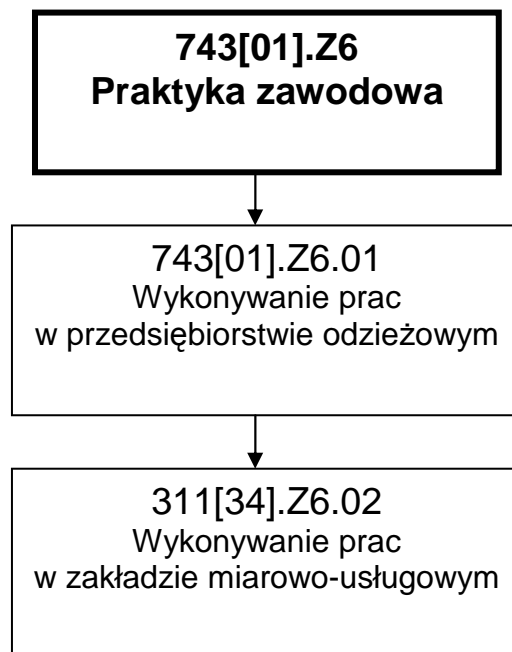 743[01].Z6
Praktyka zawodowa
743[01].Z6.01
Wykonywanie prac
w przedsiębiorstwie odzieżowym
311[34].Z6.02
Wykonywanie prac
w zakładzie miarowo-usługowym